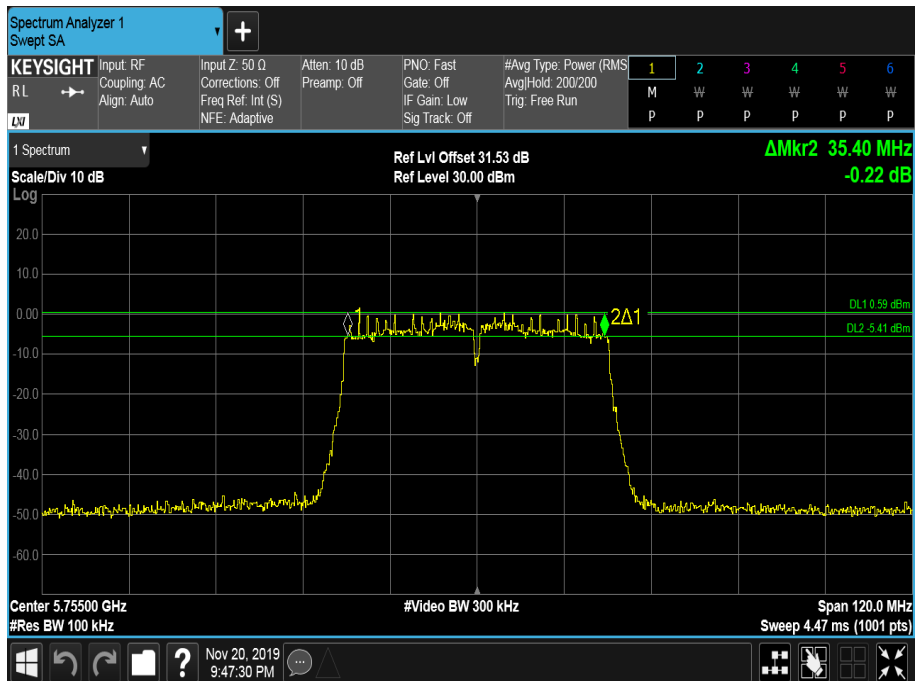 Spectrum Analyzer 1
Swept SA
KEYSIGHT
RL
LXI
Input: RF
Coupling: AC
Align: Auto
Input Z: 50 Ω
Corrections: Off
Freq Ref: Int (S)
NFE: Adaptive
Atten: 10 dB
Preamp: Off
PNO: Fast
Gate: Off
IF Gain: Low
Sig Track: Off
#Avg Type: Power (RMS
Avg|Hold: 200/200
Trig: Free Run
1 2 3 4 5 6
M W W W W W
P P P P P P
1 Spectrum
Scale/Div 10 dB
Ref Lvl Offset 31.53 dB
Ref Level 30.00 dBm
ΔMkr2 35.40 MHz
-0.22 dB
Log
20.0
10.0
0.00
-10.0
-20.0
-30.0
-40.0
-50.0
-60.0
DL1 0.59 dBm
1
2Δ1
DL2 -5.41 dBm
Center 5.75500 GHz
#Video BW 300 kHz
Span 120.0 MHz
#Res BW 100 kHz
Sweep 4.47 ms (1001 pts)
?
Nov 20, 2019
9:47:30 PM